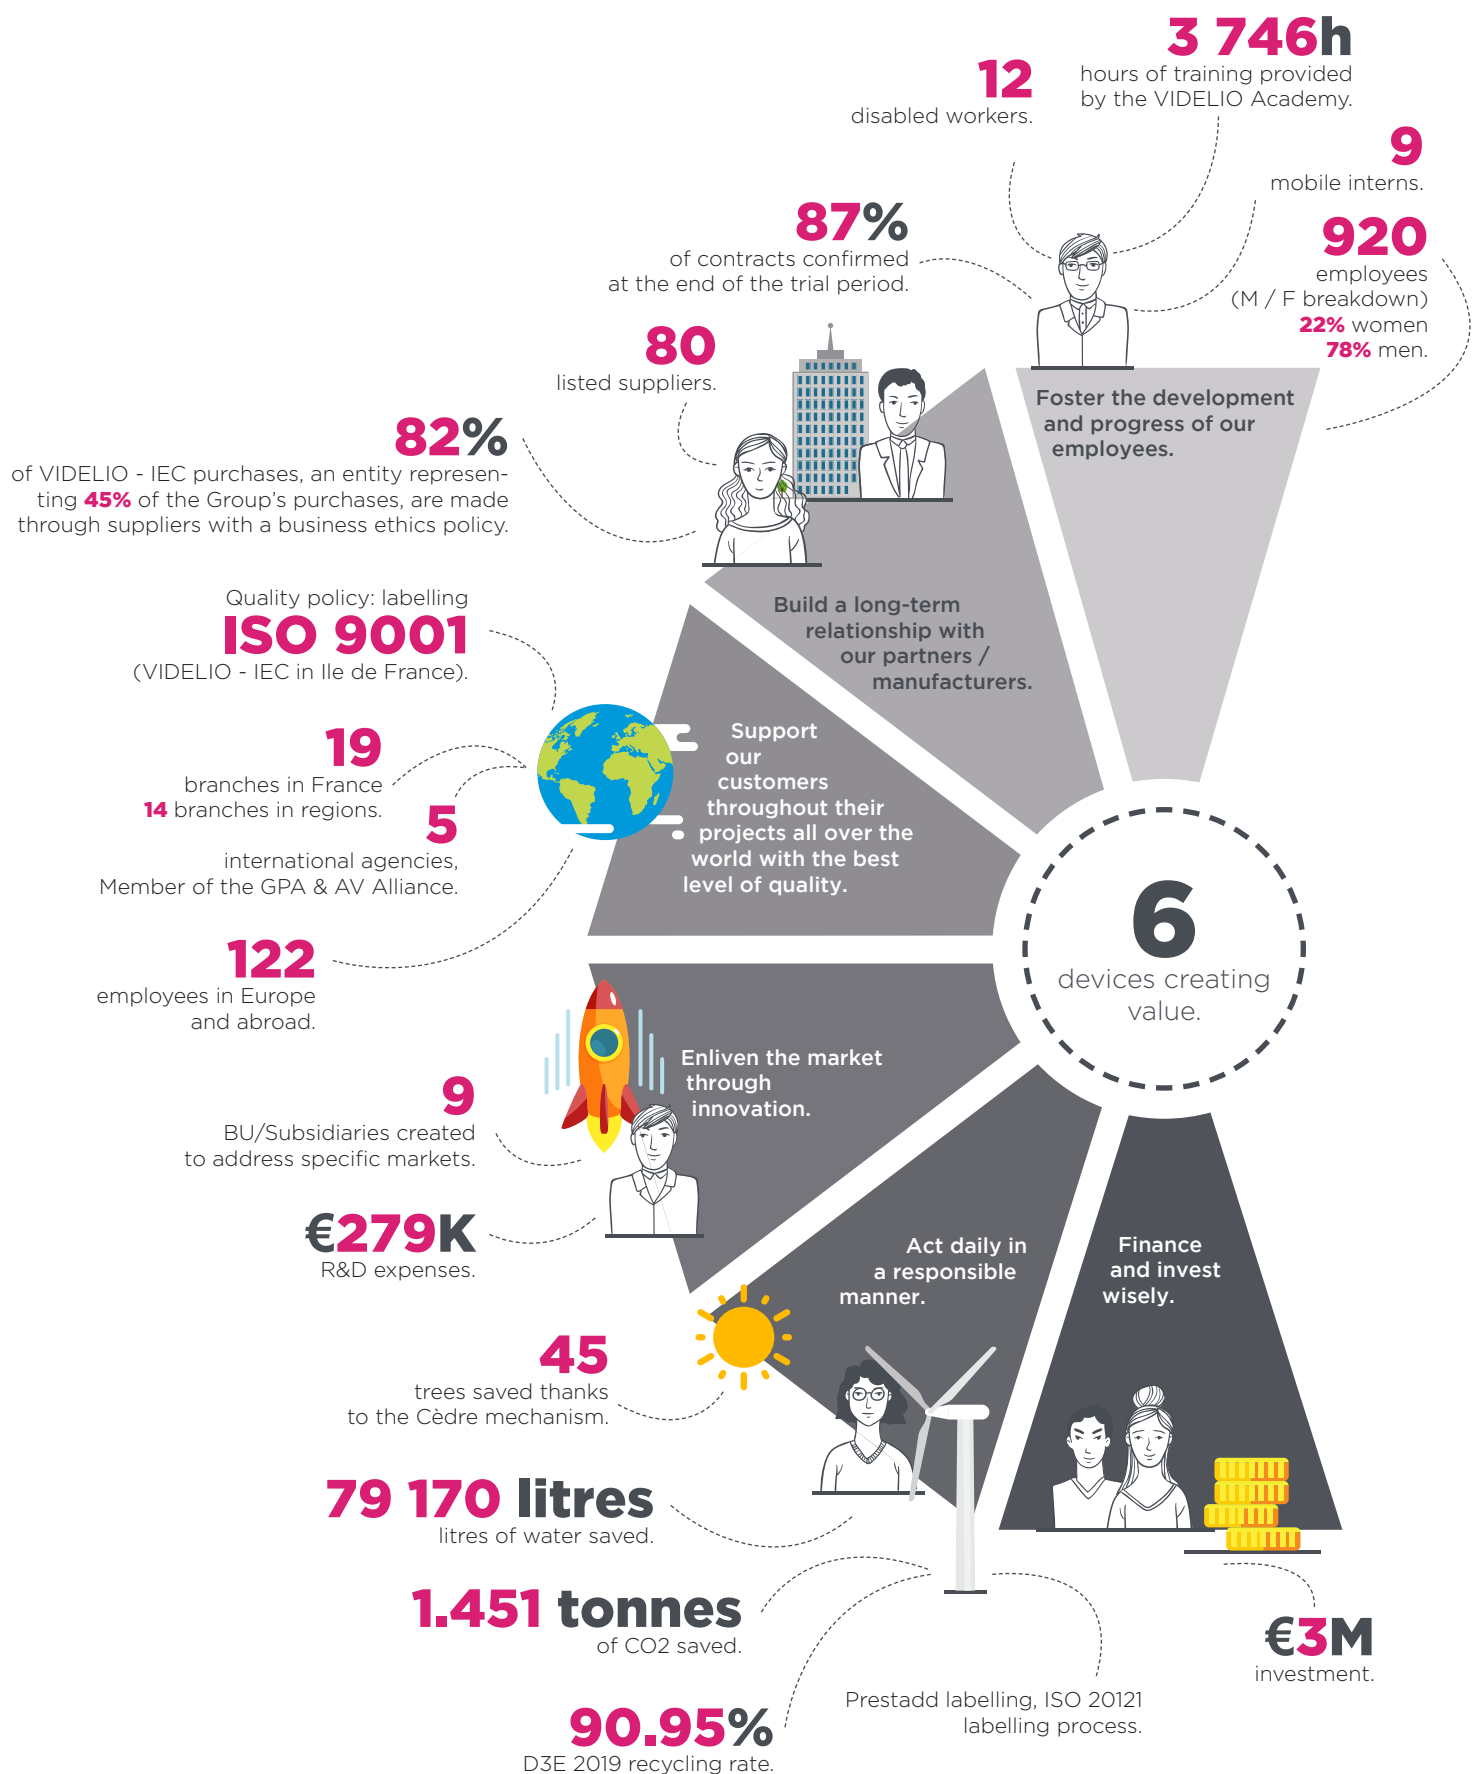 3 746h
hours of training provided
by the VIDELIO Academy.
12
disabled workers.
9
mobile interns.
87%
of contracts confirmed
at the end of the trial period.
920
employees
(M / F breakdown)
22% women
78% men.
Foster the development
and progress of our
employees.
80
listed suppliers.
82%
of VIDELIO - IEC purchases, an entity represen-
ting 45% of the Group's purchases, are made
through suppliers with a business ethics policy.
Build a long-term
relationship with
our partners /
manufacturers.
Quality policy: labelling
ISO 9001
(VIDELIO - IEC in Ile de France).
19
branches in France
14 branches in regions.
5
international agencies,
Member of the GPA & AV Alliance.
122
employees in Europe
and abroad.
Support
our
customers
throughout their
projects all over the
world with the best
level of quality.
6
devices creating
value.
Enliven the market
through
innovation.
9
BU/Subsidiaries created
to address specific markets.
€279K
R&D expenses.
Act daily in
a responsible
manner.
45
trees saved thanks
to the Cèdre mechanism.
79 170 litres
litres of water saved.
1.451 tonnes
of CO2 saved.
90.95%
D3E 2019 recycling rate.
Prestadd labelling, ISO 20121
labelling process.
Finance
and invest
wisely.
€3M
investment.